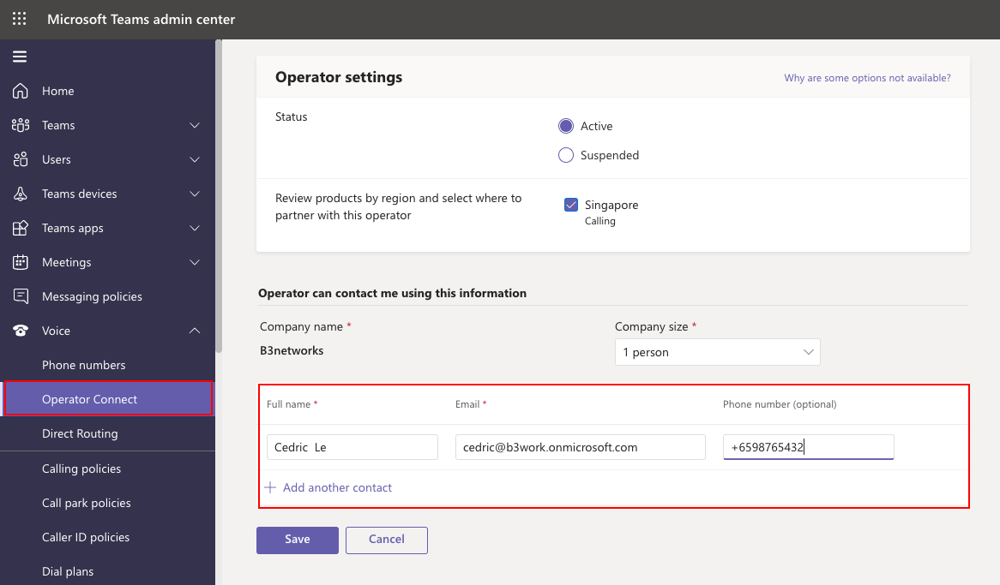 Microsoft Teams admin center
Home
Teams
Users
Teams devices
Teams apps
Meetings
Messaging policies
Voice
Phone numbers
Operator Connect
Direct Routing
Calling policies
Call park policies
Caller ID policies
Dial plans
Operator settings
Why are some options not available?
Status
Active
Suspended
Review products by region and select where to
partner with this operator
Singapore
Calling
Operator can contact me using this information
Company name *
Company size *
B3networks
1 person
Full name *
Email *
Phone number (optional)
Cedric  Le
cedric@b3work.onmicrosoft.com
+6598765432
Add another contact
Save
Cancel